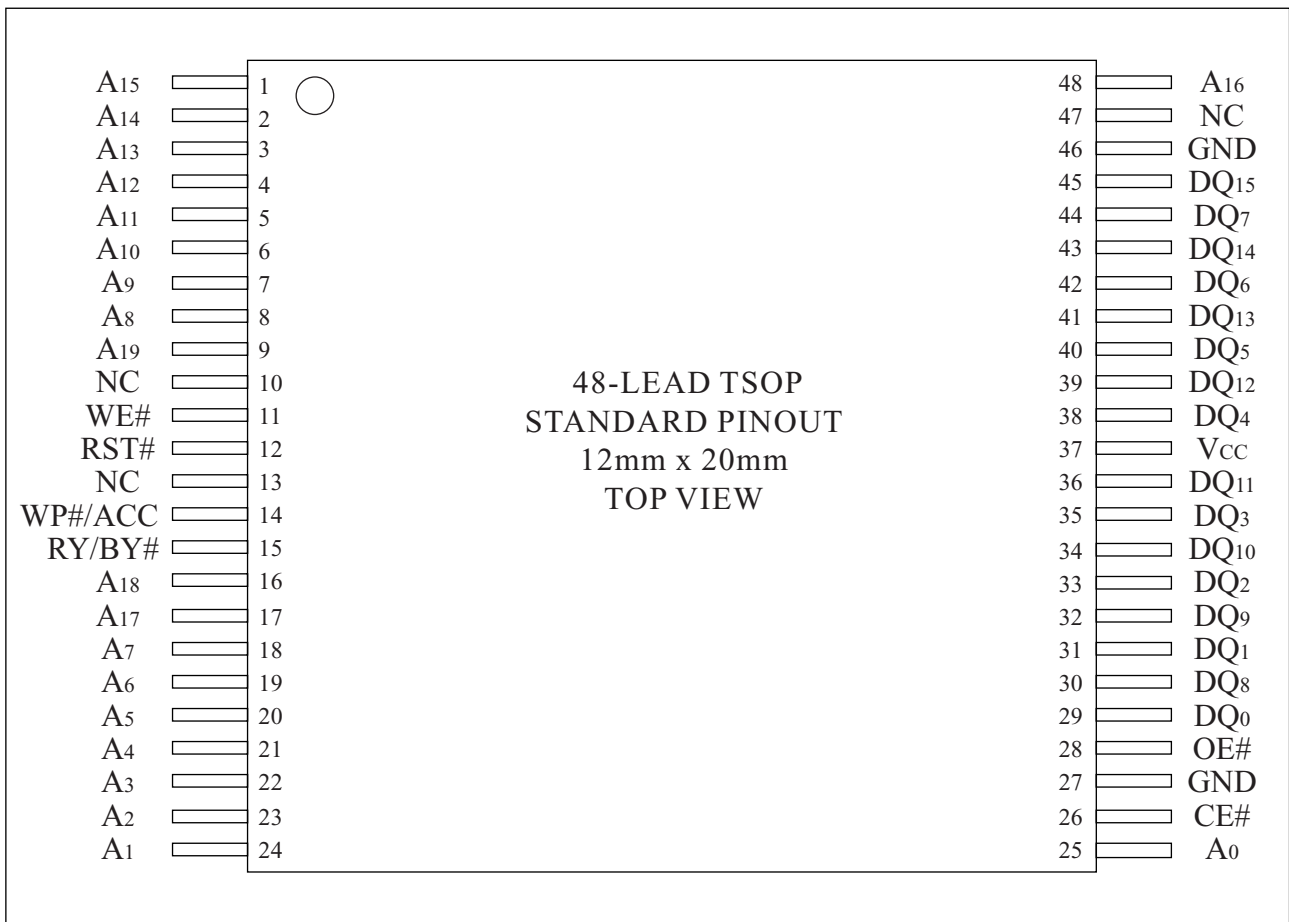 A15 1 48 A16
A14 2 47 NC
A13 3 46 GND
A12 4 45 DQ15
A11 5 44 DQ7
A10 6 43 DQ14
A9 7 42 DQ6
A8 8 41 DQ13
A19 9 40 DQ5
NC 10 39 DQ12
WE# 11 38 DQ4
RST# 12 37 VCC
NC 13 36 DQ11
WP#/ACC 14 35 DQ3
RY/BY# 15 34 DQ10
A18 16 33 DQ2
A17 17 32 DQ9
A7 18 31 DQ1
A6 19 30 DQ8
A5 20 29 DQ0
A4 21 28 OE#
A3 22 27 GND
A2 23 26 CE#
A1 24 25 A0
48-LEAD TSOP
STANDARD PINOUT
12mm x 20mm
TOP VIEW